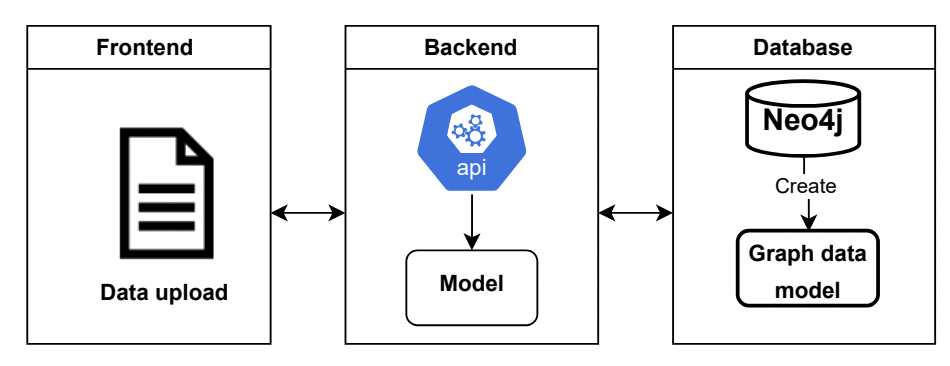 Frontend
Backend
Database
Data upload
api
Model
Neo4j
Create
Graph data
model